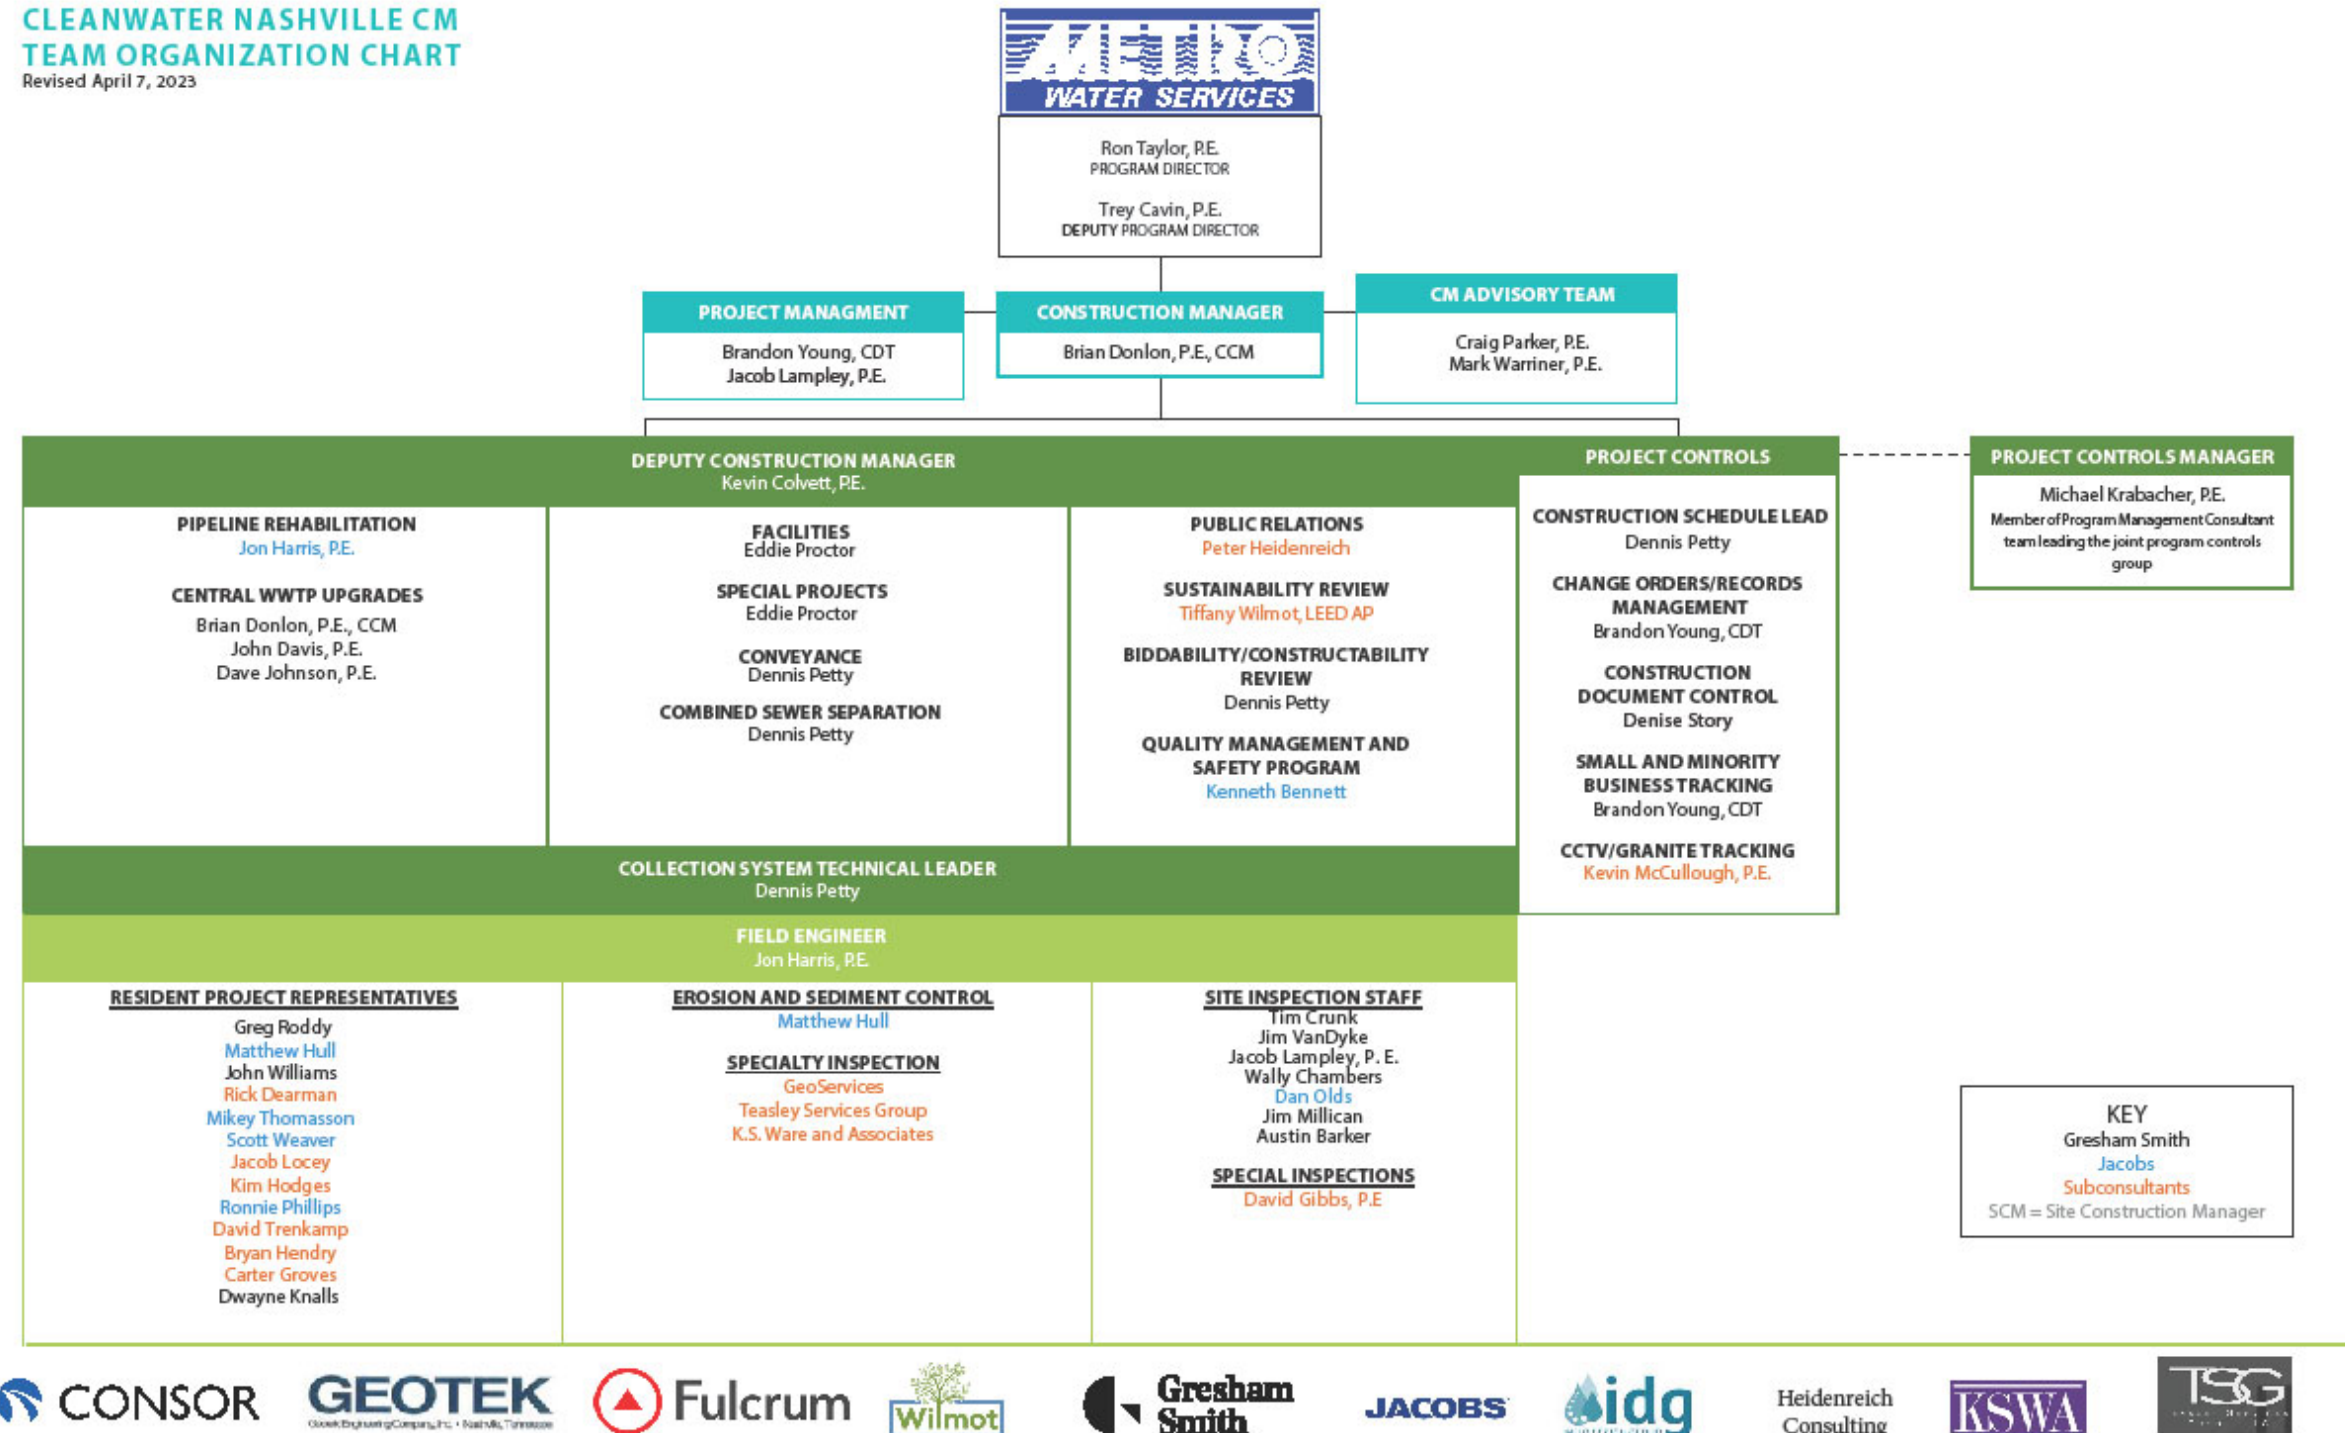 CLEANWATER NASHVILLE CM
TEAM ORGANIZATION CHART
Revised April 7, 2023
METRO
WATER SERVICES
Ron Taylor, P.E.
PROGRAM DIRECTOR
Trey Cavin, P.E.
DEPUTY PROGRAM DIRECTOR
PROJECT MANAGMENT
Brandon Young, CDT
Jacob Lampley, P.E.
CONSTRUCTION MANAGER
Brian Donlon, P.E., CCM
CM ADVISORY TEAM
Craig Parker, P.E.
Mark Warriner, P.E.
DEPUTY CONSTRUCTION MANAGER
Kevin Colvett, P.E.
PIPELINE REHABILITATION
Jon Harris, P.E.
CENTRAL WWTP UPGRADES
Brian Donlon, P.E., CCM
John Davis, P.E.
Dave Johnson, P.E.
FACILITIES
Eddie Proctor
SPECIAL PROJECTS
Eddie Proctor
CONVEYANCE
Dennis Petty
COMBINED SEWER SEPARATION
Dennis Petty
PUBLIC RELATIONS
Peter Heidenreich
SUSTAINABILITY REVIEW
Tiffany Wilmot, LEED AP
BIDDABILITY/CONSTRUCTABILITY
REVIEW
Dennis Petty
QUALITY MANAGEMENT AND
SAFETY PROGRAM
Kenneth Bennett
PROJECT CONTROLS
CONSTRUCTION SCHEDULE LEAD
Dennis Petty
CHANGE ORDERS/RECORDS
MANAGEMENT
Brandon Young, CDT
CONSTRUCTION
DOCUMENT CONTROL
Denise Story
SMALL AND MINORITY
BUSINESS TRACKING
Brandon Young, CDT
CCTV/GRANITE TRACKING
Kevin McCullough, P.E.
PROJECT CONTROLS MANAGER
Michael Krabacher, P.E.
Member of Program Management Consultant
team leading the joint program controls
group
COLLECTION SYSTEM TECHNICAL LEADER
Dennis Petty
FIELD ENGINEER
Jon Harris, P.E.
RESIDENT PROJECT REPRESENTATIVES
Greg Roddy
Matthew Hull
John Williams
Rick Dearman
Mikey Thomasson
Scott Weaver
Jacob Locey
Kim Hodges
Ronnie Phillips
David Trenkamp
Bryan Hendry
Carter Groves
Dwayne Knalls
EROSION AND SEDIMENT CONTROL
Matthew Hull
SPECIALTY INSPECTION
GeoServices
Teasley Services Group
K.S. Ware and Associates
SITE INSPECTION STAFF
Tim Crunk
Jim VanDyke
Jacob Lampley, P. E.
Wally Chambers
Dan Olds
Jim Millican
Austin Barker
SPECIAL INSPECTIONS
David Gibbs, P.E
KEY
Gresham Smith
Jacobs
Subconsultants
SCM = Site Construction Manager
CONSOR
GEOTEK
Geotek Engineering Company, Inc. • Nashville, Tennessee
Fulcrum
Wilmot
Gresham
Smith
JACOBS
idg
Heidenreich
Consulting
KSWA
TSG